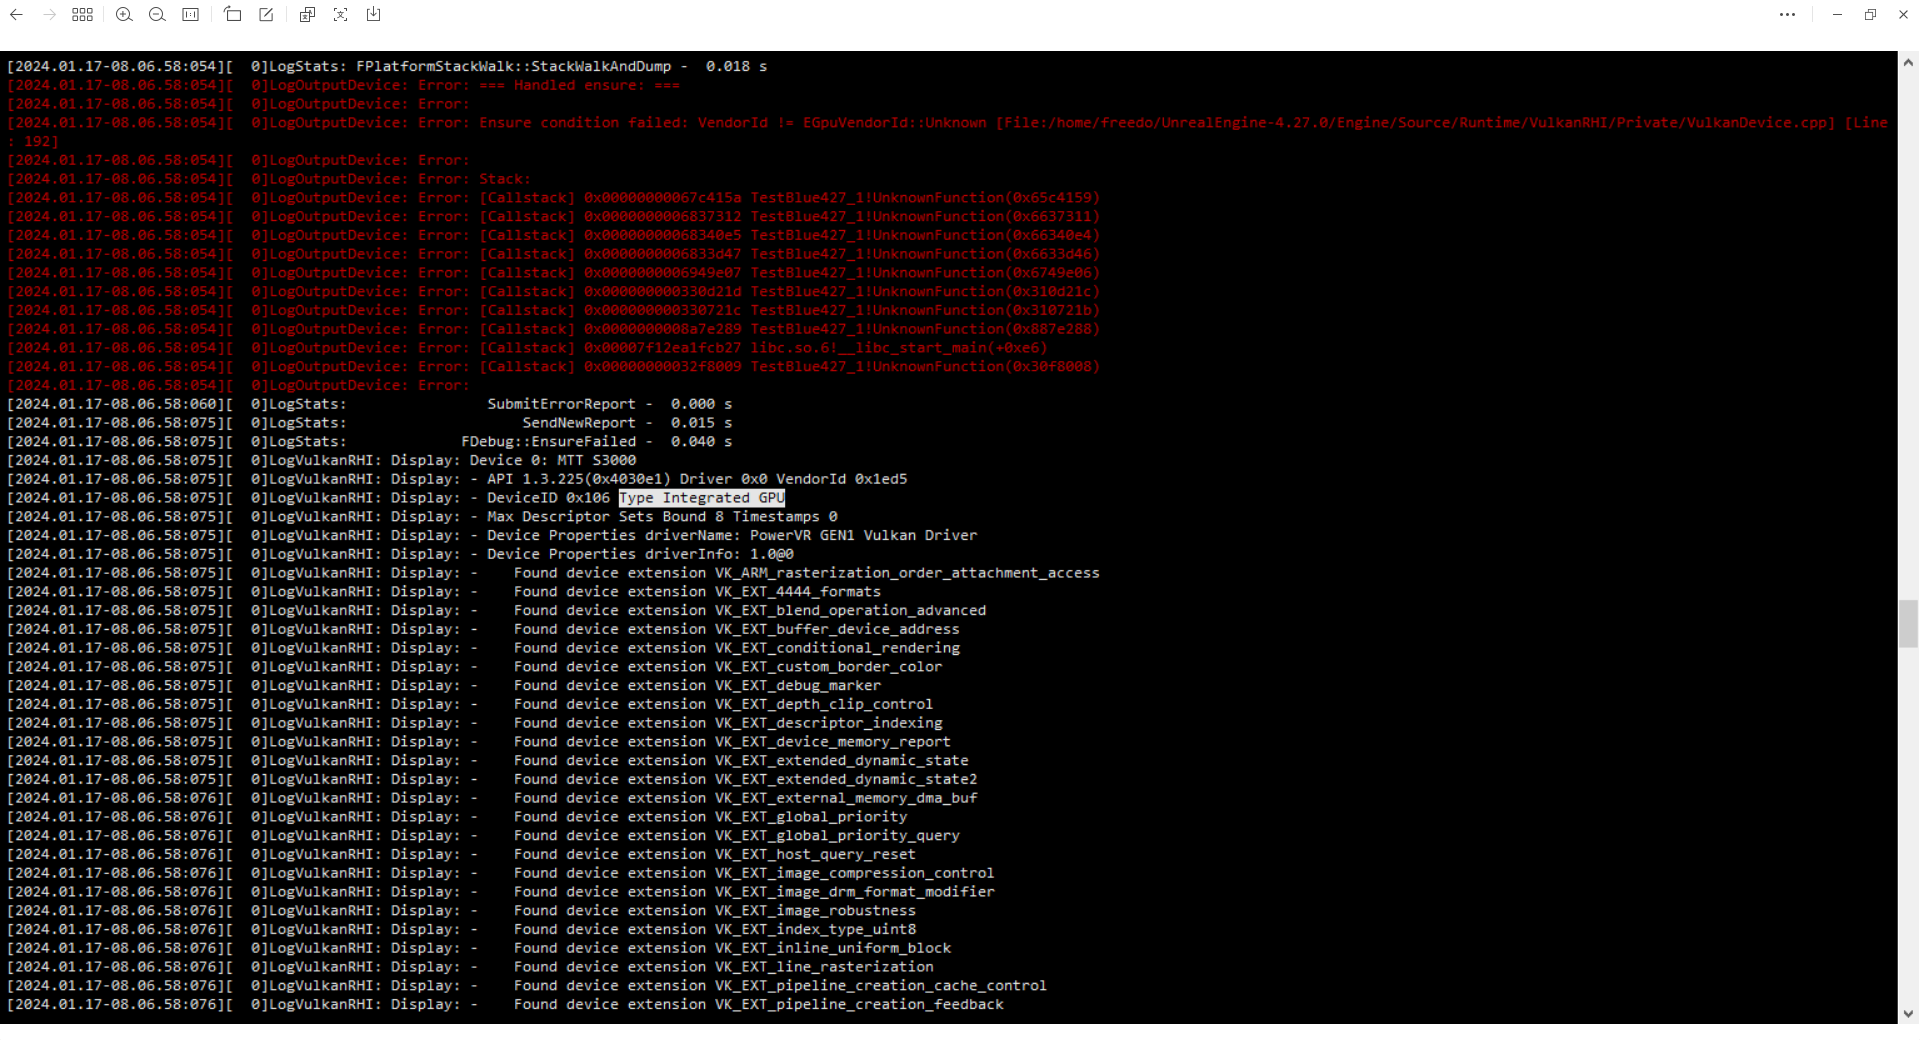 [2024.01.17-08.06.58:054][  0]LogStats: FPlatformStackWalk::StackWalkAndDump -  0.018 s
[2024.01.17-08.06.58:054][  0]LogOutputDevice: Error: === Handled ensure: ===
[2024.01.17-08.06.58:054][  0]LogOutputDevice: Error:
[2024.01.17-08.06.58:054][  0]LogOutputDevice: Error: Ensure condition failed: VendorId != EGpuVendorId::Unknown [File:/home/freedo/UnrealEngine-4.27.0/Engine/Source/Runtime/VulkanRHI/Private/VulkanDevice.cpp] [Line
: 192]
[2024.01.17-08.06.58:054][  0]LogOutputDevice: Error:
[2024.01.17-08.06.58:054][  0]LogOutputDevice: Error: Stack:
[2024.01.17-08.06.58:054][  0]LogOutputDevice: Error: [Callstack] 0x00000000067c415a TestBlue427_1!UnknownFunction(0x65c4159)
[2024.01.17-08.06.58:054][  0]LogOutputDevice: Error: [Callstack] 0x0000000006837312 TestBlue427_1!UnknownFunction(0x6637311)
[2024.01.17-08.06.58:054][  0]LogOutputDevice: Error: [Callstack] 0x00000000068340e5 TestBlue427_1!UnknownFunction(0x66340e4)
[2024.01.17-08.06.58:054][  0]LogOutputDevice: Error: [Callstack] 0x0000000006833d47 TestBlue427_1!UnknownFunction(0x6633d46)
[2024.01.17-08.06.58:054][  0]LogOutputDevice: Error: [Callstack] 0x0000000006949e07 TestBlue427_1!UnknownFunction(0x6749e06)
[2024.01.17-08.06.58:054][  0]LogOutputDevice: Error: [Callstack] 0x000000000330d21d TestBlue427_1!UnknownFunction(0x310d21c)
[2024.01.17-08.06.58:054][  0]LogOutputDevice: Error: [Callstack] 0x000000000330721c TestBlue427_1!UnknownFunction(0x310721b)
[2024.01.17-08.06.58:054][  0]LogOutputDevice: Error: [Callstack] 0x0000000008a7e289 TestBlue427_1!UnknownFunction(0x887e288)
[2024.01.17-08.06.58:054][  0]LogOutputDevice: Error: [Callstack] 0x00007f12ea1fcb27 libc.so.6!__libc_start_main(+0xe6)
[2024.01.17-08.06.58:054][  0]LogOutputDevice: Error: [Callstack] 0x00000000032f8009 TestBlue427_1!UnknownFunction(0x30f8008)
[2024.01.17-08.06.58:054][  0]LogOutputDevice: Error:
[2024.01.17-08.06.58:060][  0]LogStats:                SubmitErrorReport -  0.000 s
[2024.01.17-08.06.58:075][  0]LogStats:                    SendNewReport -  0.015 s
[2024.01.17-08.06.58:075][  0]LogStats:             FDebug::EnsureFailed -  0.040 s
[2024.01.17-08.06.58:075][  0]LogVulkanRHI: Display: Device 0: MTT S3000
[2024.01.17-08.06.58:075][  0]LogVulkanRHI: Display: - API 1.3.225(0x4030e1) Driver 0x0 VendorId 0x1ed5
[2024.01.17-08.06.58:075][  0]LogVulkanRHI: Display: - DeviceID 0x106 Type Integrated GPU
[2024.01.17-08.06.58:075][  0]LogVulkanRHI: Display: - Max Descriptor Sets Bound 8 Timestamps 0
[2024.01.17-08.06.58:075][  0]LogVulkanRHI: Display: - Device Properties driverName: PowerVR GEN1 Vulkan Driver
[2024.01.17-08.06.58:075][  0]LogVulkanRHI: Display: - Device Properties driverInfo: 1.0@0
[2024.01.17-08.06.58:075][  0]LogVulkanRHI: Display: -    Found device extension VK_ARM_rasterization_order_attachment_access
[2024.01.17-08.06.58:075][  0]LogVulkanRHI: Display: -    Found device extension VK_EXT_4444_formats
[2024.01.17-08.06.58:075][  0]LogVulkanRHI: Display: -    Found device extension VK_EXT_blend_operation_advanced
[2024.01.17-08.06.58:075][  0]LogVulkanRHI: Display: -    Found device extension VK_EXT_buffer_device_address
[2024.01.17-08.06.58:075][  0]LogVulkanRHI: Display: -    Found device extension VK_EXT_conditional_rendering
[2024.01.17-08.06.58:075][  0]LogVulkanRHI: Display: -    Found device extension VK_EXT_custom_border_color
[2024.01.17-08.06.58:075][  0]LogVulkanRHI: Display: -    Found device extension VK_EXT_debug_marker
[2024.01.17-08.06.58:075][  0]LogVulkanRHI: Display: -    Found device extension VK_EXT_depth_clip_control
[2024.01.17-08.06.58:075][  0]LogVulkanRHI: Display: -    Found device extension VK_EXT_descriptor_indexing
[2024.01.17-08.06.58:075][  0]LogVulkanRHI: Display: -    Found device extension VK_EXT_device_memory_report
[2024.01.17-08.06.58:075][  0]LogVulkanRHI: Display: -    Found device extension VK_EXT_extended_dynamic_state
[2024.01.17-08.06.58:075][  0]LogVulkanRHI: Display: -    Found device extension VK_EXT_extended_dynamic_state2
[2024.01.17-08.06.58:076][  0]LogVulkanRHI: Display: -    Found device extension VK_EXT_external_memory_dma_buf
[2024.01.17-08.06.58:076][  0]LogVulkanRHI: Display: -    Found device extension VK_EXT_global_priority
[2024.01.17-08.06.58:076][  0]LogVulkanRHI: Display: -    Found device extension VK_EXT_global_priority_query
[2024.01.17-08.06.58:076][  0]LogVulkanRHI: Display: -    Found device extension VK_EXT_host_query_reset
[2024.01.17-08.06.58:076][  0]LogVulkanRHI: Display: -    Found device extension VK_EXT_image_compression_control
[2024.01.17-08.06.58:076][  0]LogVulkanRHI: Display: -    Found device extension VK_EXT_image_drm_format_modifier
[2024.01.17-08.06.58:076][  0]LogVulkanRHI: Display: -    Found device extension VK_EXT_image_robustness
[2024.01.17-08.06.58:076][  0]LogVulkanRHI: Display: -    Found device extension VK_EXT_index_type_uint8
[2024.01.17-08.06.58:076][  0]LogVulkanRHI: Display: -    Found device extension VK_EXT_inline_uniform_block
[2024.01.17-08.06.58:076][  0]LogVulkanRHI: Display: -    Found device extension VK_EXT_line_rasterization
[2024.01.17-08.06.58:076][  0]LogVulkanRHI: Display: -    Found device extension VK_EXT_pipeline_creation_cache_control
[2024.01.17-08.06.58:076][  0]LogVulkanRHI: Display: -    Found device extension VK_EXT_pipeline_creation_feedback